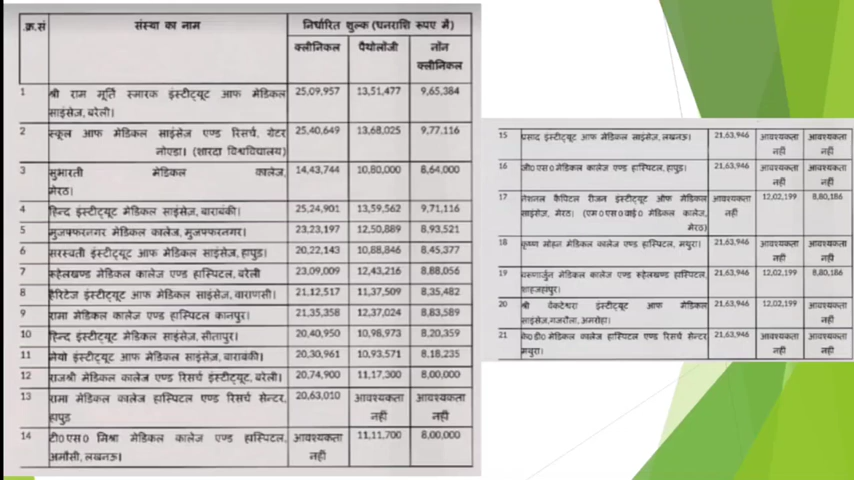 .क्र.सं संस्था का नाम निर्धारित शुल्क (धनराशि रूपए में)
क्लीनिकल पैथोलॉजी नॉन क्लीनिकल
1 श्री राम मूर्ति स्मारक इंस्टीट्यूट आफ मेडिकल 25,09,957 13,51,477 9,65,384
साइंसेज, बरेली।
2 स्कूल आफ मेडिकल साइंसेज एण्ड रिसर्च, ग्रेटर 25,40,649 13,68,025 9,77,116
नोएडा। (शारदा विश्वविद्यालय)
3 सुभारती मेडिकल कालेज, 14,43,744 10,80,000 8,64,000
मेरठ।
4 हिन्द इंस्टीट्यूट मेडिकल साइंसेज, बाराबंकी। 25,24,901 13,59,562 9,71,116
5 मुजफ्फरनगर मेडिकल कालेज, मुजफ्फरनगर। 23,23,197 12,50,889 8,93,521
6 सरस्वती इंस्टीट्यूट आफ मेडिकल साइंसेज, हापुड। 20,22,143 10,88,846 8,45,377
7 रुहेलखण्ड मेडिकल कालेज एण्ड हास्पिटल, बरेली 23,09,009 12,43,216 8,88,056
8 हैरिटेज इंस्टीट्यूट आफ मेडिकल साइंसेज, वाराणसी। 21,12,517 11,37,509 8,35,482
9 रामा मेडिकल कालेज एण्ड हास्पिटल कानपुर। 21,35,358 12,37,024 8,83,589
10 हिन्द इंस्टीट्यूट आफ मेडिकल साइंसेज, सीतापुर। 20,40,950 10,98,973 8,20,359
11 मेयो इंस्टीट्यूट आफ मेडिकल साइंसेज, बाराबंकी। 20,30,961 10,93,571 8,18,235
12 राजश्री मेडिकल कालेज एण्ड रिसर्च इंस्टीट्यूट, बरेली। 20,74,900 11,17,300 8,00,000
13 रामा मेडिकल कालेज हास्पिटल एण्ड रिसर्च सेन्टर, 20,63,010 आवश्यकता आवश्यकता
हापुड नहीं नहीं
14 टी0एस0 मिश्रा मेडिकल कालेज एण्ड हास्पिटल, आवश्यकता 11,11,700 8,00,000
अमौसी, लखनऊ। नहीं
15 प्रसाद इंस्टीट्यूट आफ मेडिकल साइंसेज, लखनऊ। 21,63,946 आवश्यकता आवश्यकता
नहीं नहीं
16 जी0एस0 मेडिकल कालेज एण्ड हास्पिटल, हापुड। 21,63,946 आवश्यकता आवश्यकता
नहीं नहीं
17 नेशनल कैपिटल रीजन इंस्टीट्यूट ऑफ मेडिकल आवश्यकता 12,02,199 8,80,186
साइंसेज, मेरठ। (एम0एस0वाई0 मेडिकल कालेज, नहीं
मेरठ)
18 कृष्ण मोहन मेडिकल कालेज एण्ड हास्पिटल, मथुरा। 21,63,946 आवश्यकता आवश्यकता
नहीं नहीं
19 वरूणार्जुन मेडिकल कालेज एण्ड रुहेलखण्ड हास्पिटल, 21,63,946 12,02,199 8,80,186
शाहजहांपुर।
20 श्री वेंकटेश्वरा इंस्टीट्यूट आफ मेडिकल 21,63,946 12,02,199 आवश्यकता
साइंसेज,गजरौला, अमरोहा। नहीं
21 के0डी0 मेडिकल कालेज हास्पिटल एण्ड रिसर्च सेन्टर 21,63,946 आवश्यकता आवश्यकता
मथुरा। नहीं नहीं